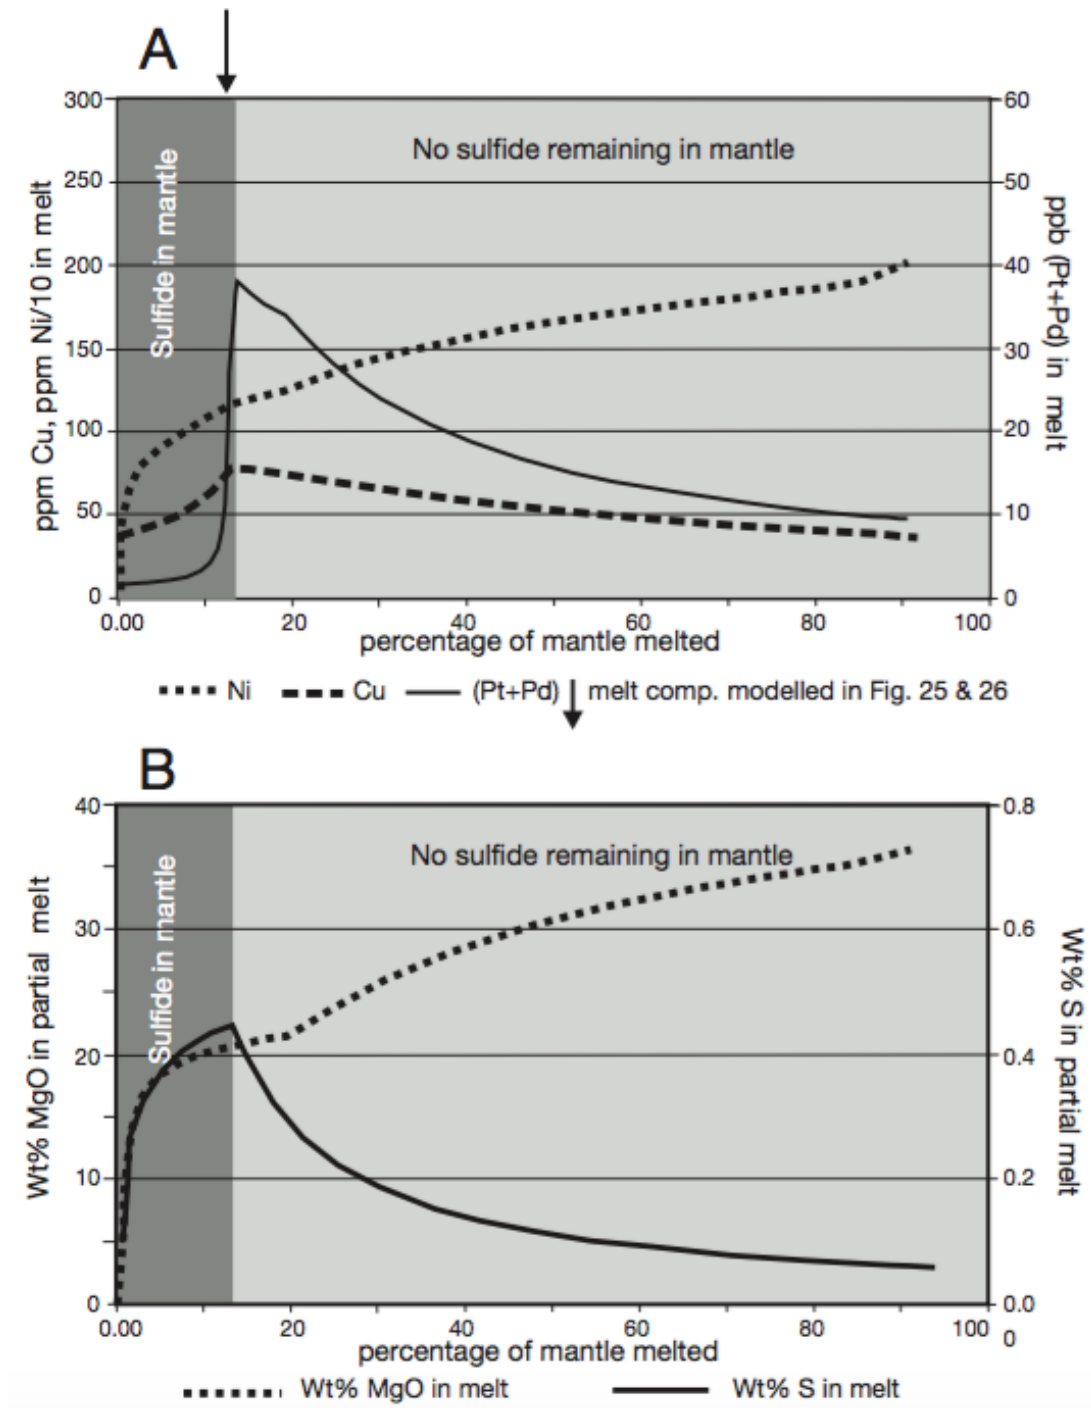 A
300
250
200
150
100
50
0
ppm Cu, ppm Ni/10 in melt
Sulfide in mantle
No sulfide remaining in mantle
60
50
40
30
20
10
0
ppb (Pt+Pd) in melt
0.00 20 40 60 80 100
percentage of mantle melted
Ni Cu (Pt+Pd) melt comp. modelled in Fig. 25 & 26
B
40
30
20
10
0
Wt% MgO in partial melt
Sulfide in mantle
No sulfide remaining in mantle
0.8
0.6
0.4
0.2
0.0
Wt% S in partial melt
0.00 20 40 60 80 100 0
percentage of mantle melted
Wt% MgO in melt Wt% S in melt